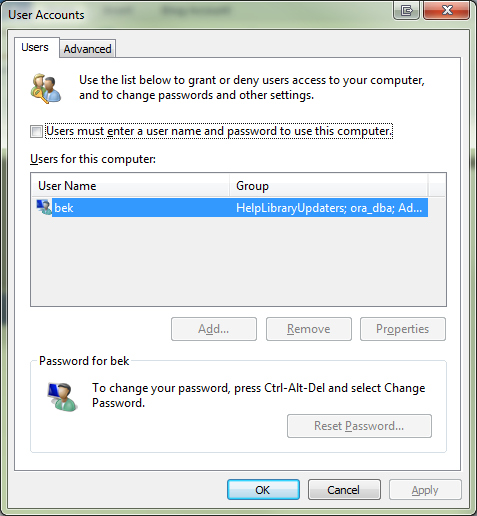 User Accounts
Users
Advanced
Use the list below to grant or deny users access to your computer,
and to change passwords and other settings.
Users must enter a user name and password to use this computer.
Users for this computer:
User Name Group
bek HelpLibraryUpdaters; ora_dba; Ad...
Add... Remove Properties
Password for bek
To change your password, press Ctrl-Alt-Del and select Change
Password.
Reset Password...
OK Cancel Apply